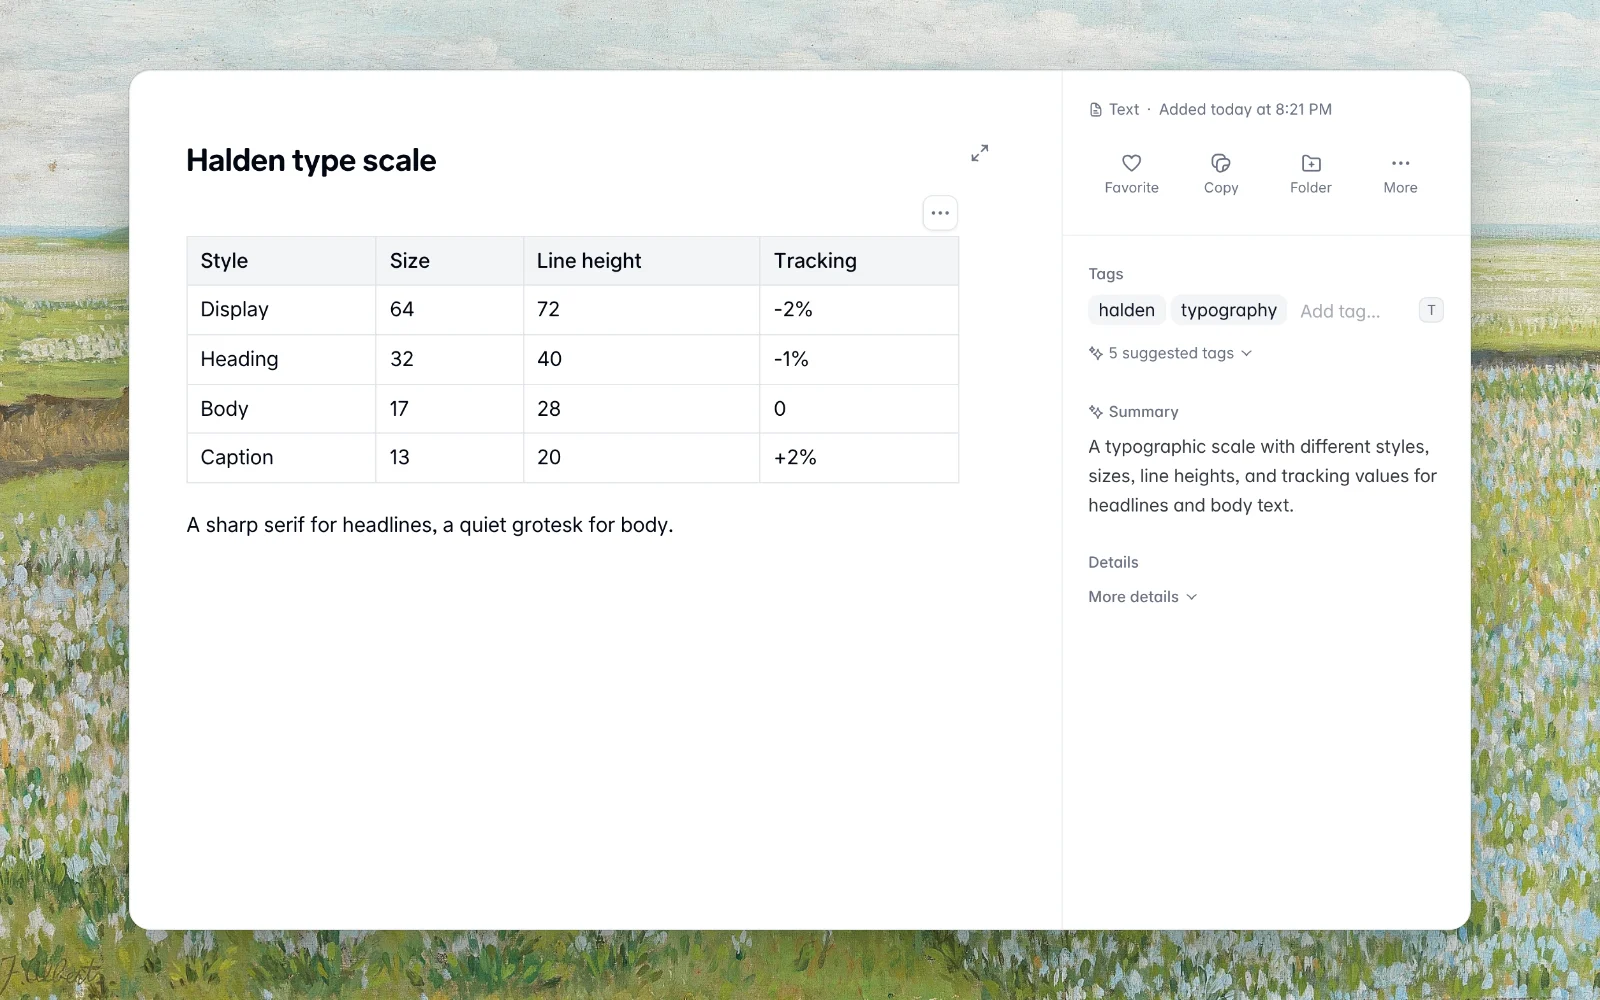 Halden type scale
Style Size Line height Tracking
Display 64 72 -2%
Heading 32 40 -1%
Body 17 28 0
Caption 13 20 +2%
A sharp serif for headlines, a quiet grotesk for body.
Text · Added today at 8:21 PM
Favorite Copy Folder More
Tags
halden typography Add tag... T
5 suggested tags
Summary
A typographic scale with different styles,
sizes, line heights, and tracking values for
headlines and body text.
Details
More details